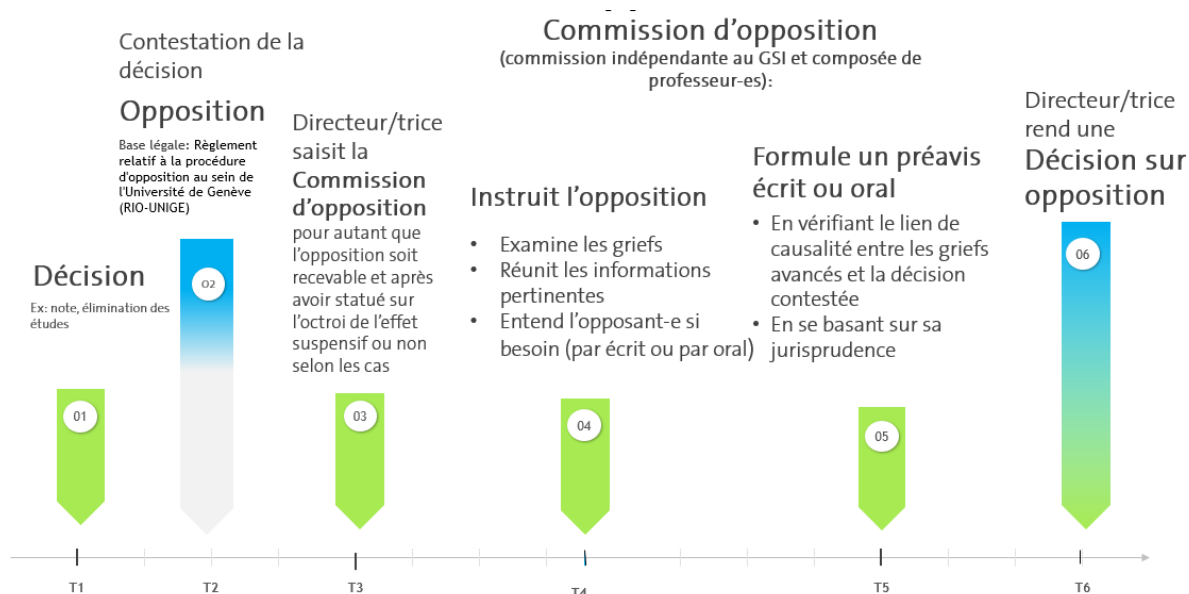 Contestation de la
décision
Opposition
Base légale: Règlement
relatif à la procédure
d'opposition au sein de
l'Université de Genève
(RIO-UNIGE)
Décision
Ex: note, élimination des
études
Directeur/trice
saisit la
Commission
d'opposition
pour autant que
l'opposition soit
recevable et après
avoir statué sur
l'octroi de l'effet
suspensif ou non
selon les cas
Commission d'opposition
(commission indépendante au GSI et composée de
professeur-es):
Instruit l'opposition
• Examine les griefs
• Réunit les informations
pertinentes
• Entend l'opposant-e si
besoin (par écrit ou par oral)
Formule un préavis
écrit ou oral
• En vérifiant le lien de
causalité entre les griefs
avancés et la décision
contestée
• En se basant sur sa
jurisprudence
Directeur/trice
rend une
Décision sur
opposition
01
02
03
04
05
06
T1
T2
T3
T4
T5
T6